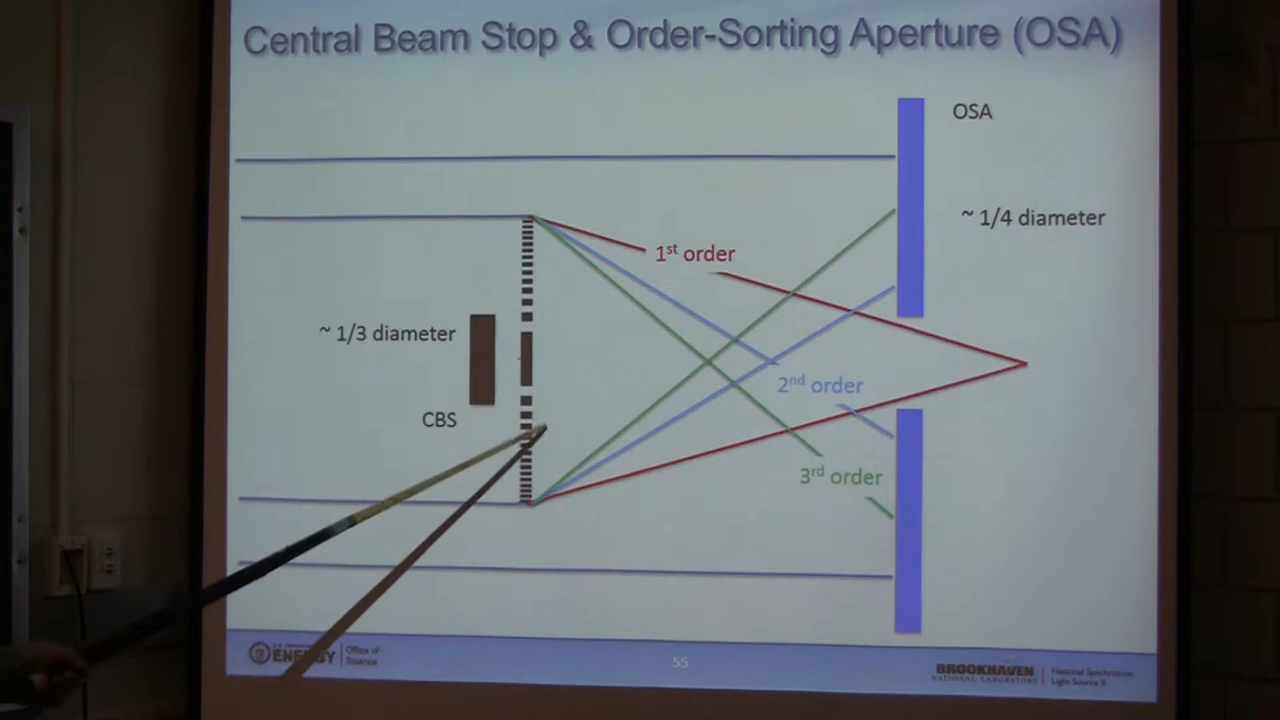 Central Beam Stop & Order-Sorting Aperture (OSA)
OSA
~ 1/4 diameter
1st order
~ 1/3 diameter
2nd order
CBS
3rd order
ENERGY
Office of
Science
55
BROOKHAVEN
NATIONAL LABORATORY
National Synchrotron
Light Source II